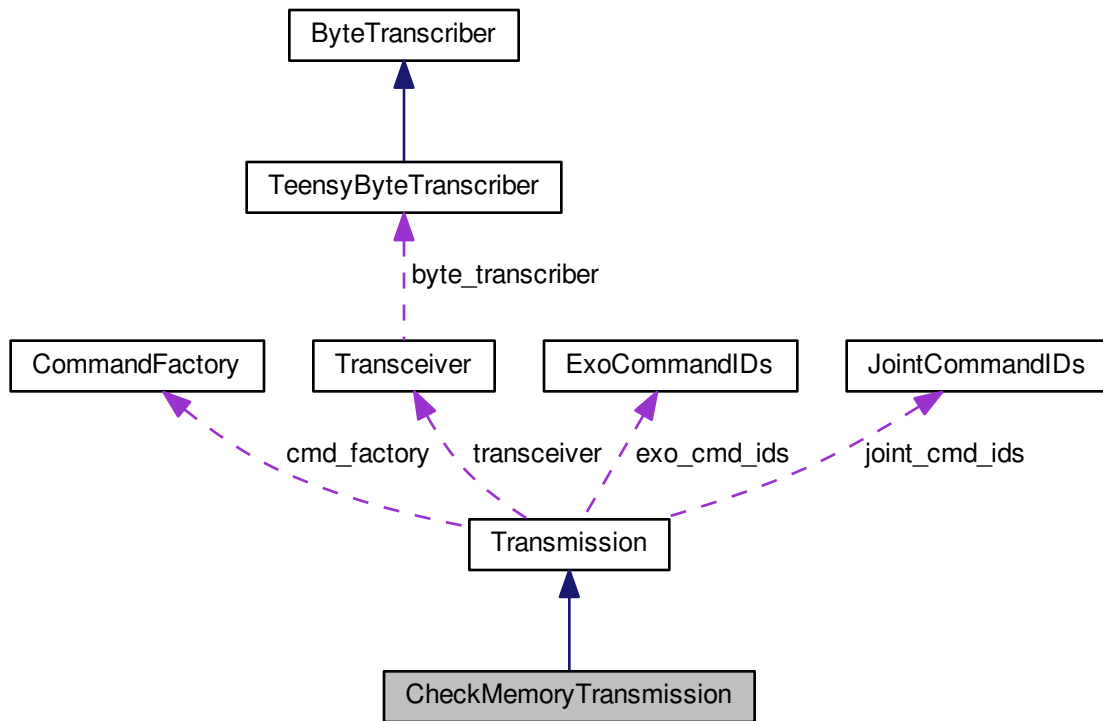 ByteTranscriber
TeensyByteTranscriber
byte_transcriber
CommandFactory
Transceiver
ExoCommandIDs
JointCommandIDs
cmd_factory
transceiver
exo_cmd_ids
joint_cmd_ids
Transmission
CheckMemoryTransmission